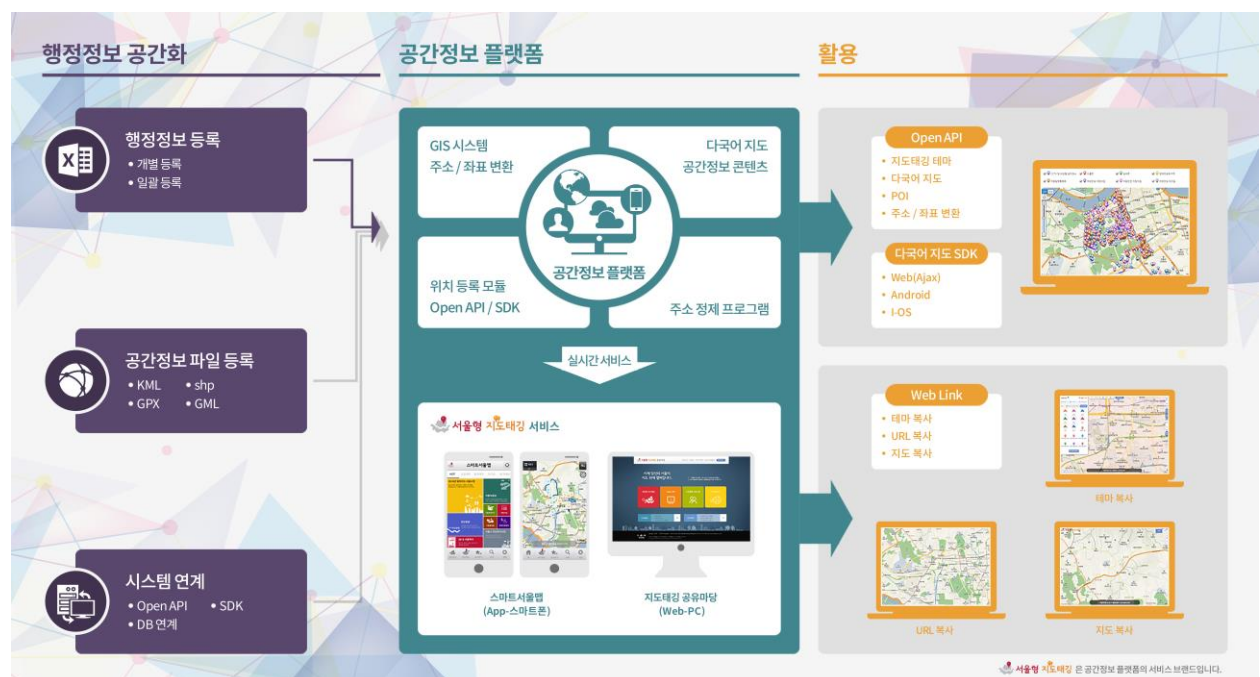 행정정보 공간화
행정정보 등록
• 개별 등록
• 일괄 등록
공간정보 파일 등록
• KML • shp
• GPX • GML
시스템 연계
• Open API • SDK
• DB 연계
공간정보 플랫폼
GIS 시스템
주소 / 좌표 변환
다국어 지도
공간정보 콘텐츠
공간정보 플랫폼
위치 등록 모듈
Open API / SDK
주소 정제 프로그램
실시간 서비스
서울형 지도태깅 서비스
스마트서울맵
스마트서울맵
(App-스마트폰)
지도태깅 공유마당
(Web-PC)
활용
Open API
• 지도태깅 테마
• 다국어 지도
• POI
• 주소 / 좌표 변환
다국어 지도 SDK
• Web(Ajax)
• Android
• I-OS
Web Link
• 테마 복사
• URL 복사
• 지도 복사
테마 복사
URL 복사
지도 복사
서울형 지도태깅 은 공간정보 플랫폼의 서비스 브랜드입니다.